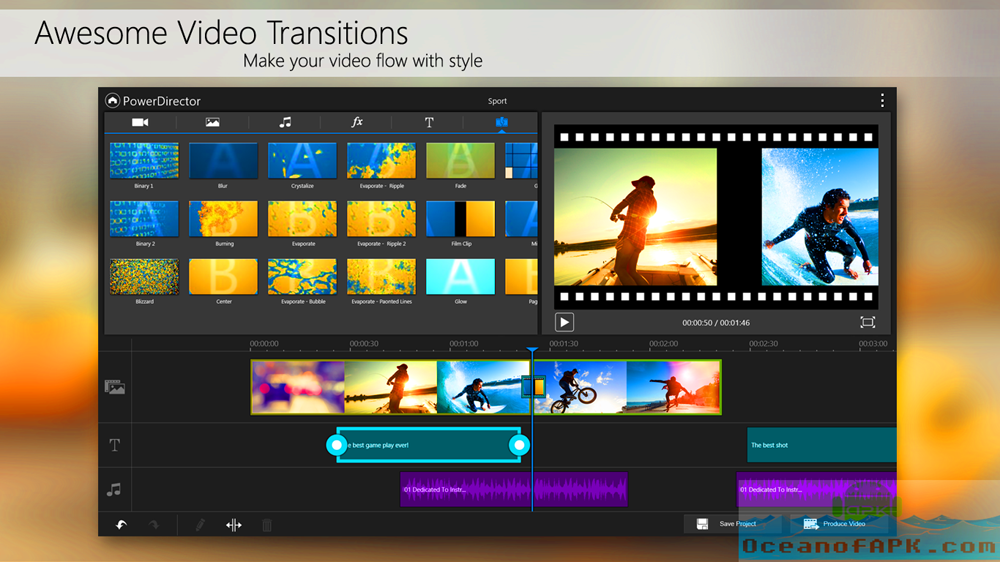 Awesome Video Transitions
Make your video flow with style
PowerDirector
Sport
fx
T
Binary 1
Blur
Crystalize
Evaporate - Ripple
Fade
G
Binary 2
Burning
Evaporate
Evaporate - Ripple 2
Film Clip
Mi
Blizzard
Center
Evaporate - Bubble
Evaporate - Paonted Lines
Glow
Pag
00:00:50 / 00:01:46
00:00:00
00:00:30
00:01:00
00:01:30
00:02:00
00:02:30
00:03:00
T
e best game play ever!
The best shot
01 Dedicated To Instr...
01 Dedicated To Instr...
Save Project
Produce Video
OceanofAPK.com